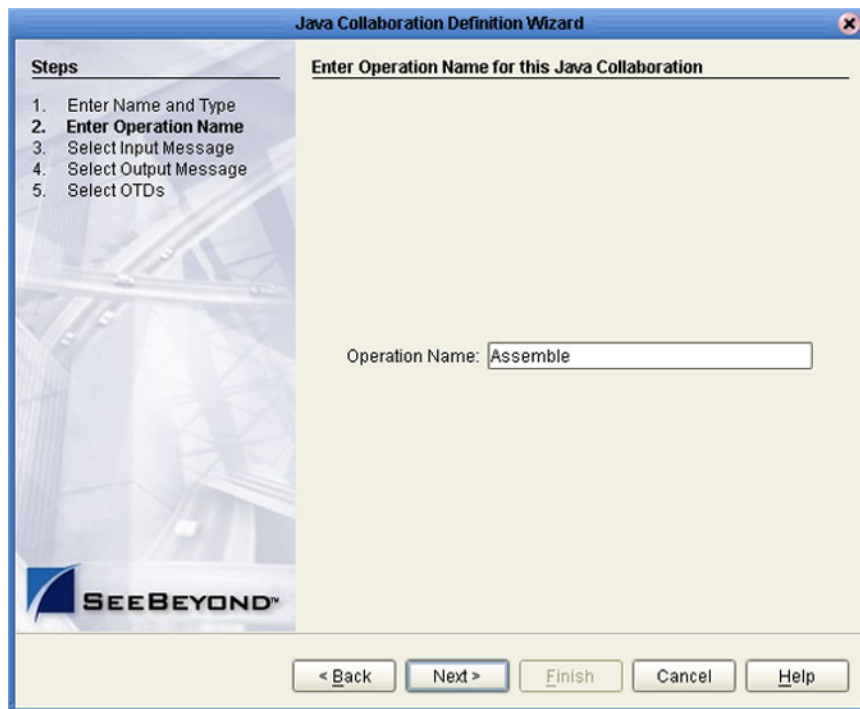 Java Collaboration Definition Wizard
Steps
1. Enter Name and Type
2. Enter Operation Name
3. Select Input Message
4. Select Output Message
5. Select OTDs
SEEBEYOND™
Enter Operation Name for this Java Collaboration
Operation Name: Assemble
< Back Next > Finish Cancel Help